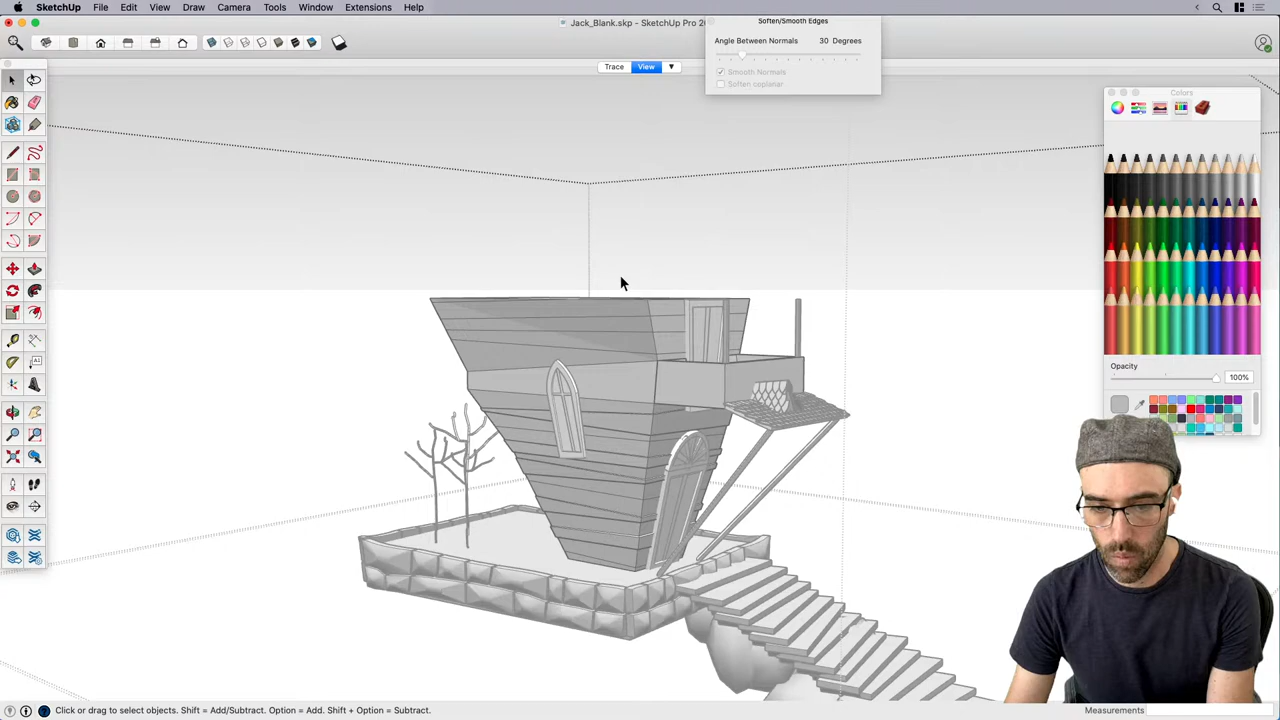 SketchUp File Edit View Draw Camera Tools Window Extensions Help
Jack_Blank.skp - SketchUp Pro 20
Soften/Smooth Edges
Angle Between Normals 30 Degrees
Smooth Normals
Soften coplanar
Trace View
Colors
Opacity
100%
Click or drag to select objects. Shift = Add/Subtract. Option = Add. Shift + Option = Subtract.
Measurements